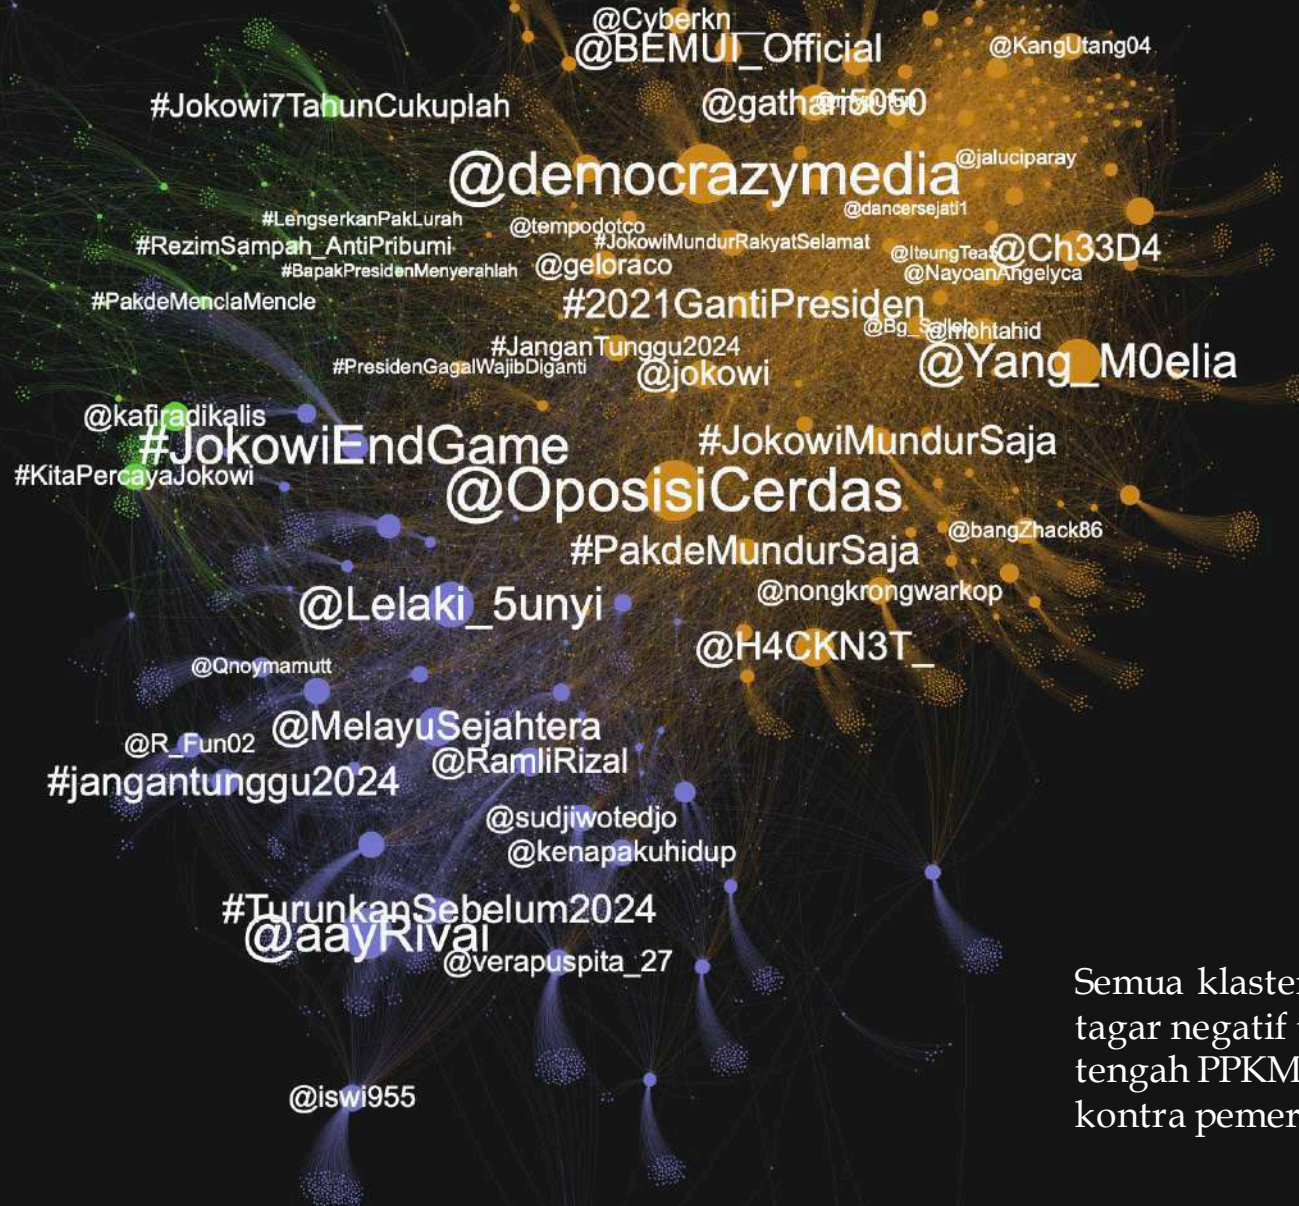 @Cyberkn
@BEMUI_Official
@KangUtang04
#Jokowi7TahunCukuplah
@gathari5050
@democrazymedia
@jaluciparay
@dancersejati1
#LengserkanPakLurah
@tempodotco
#RezimSampah_AntiPribumi
#JokowiMundurRakyatSelamat
@Ch33D4
#BapakPresidenMenyerahlah
@geloraco
@NayoanAngelyca
#PakdeMenclaMencle
#2021GantiPresiden
@mohtahid
#JanganTunggu2024
#PresidenGagalWajibDiganti
@jokowi
@Yang_M0elia
@kafiradikalis
#JokowiEndGame
#JokowiMundurSaja
#KitaPercayaJokowi
@OposisiCerdas
@bangZhack86
#PakdeMundurSaja
@nongkrongwarkop
@Lelaki_5unyi
@H4CKN3T_
@Qnoymamutt
@MelayuSejahtera
@R_Fun02
@RamliRizal
#jangantunggu2024
@sudjiwotedjo
@kenapakuhidup
#TurunkanSebelum2024
@aayRivai
@verapuspita_27
@iswi955
Semua klaster
tagar negatif
tengah PPKM
kontra pemer